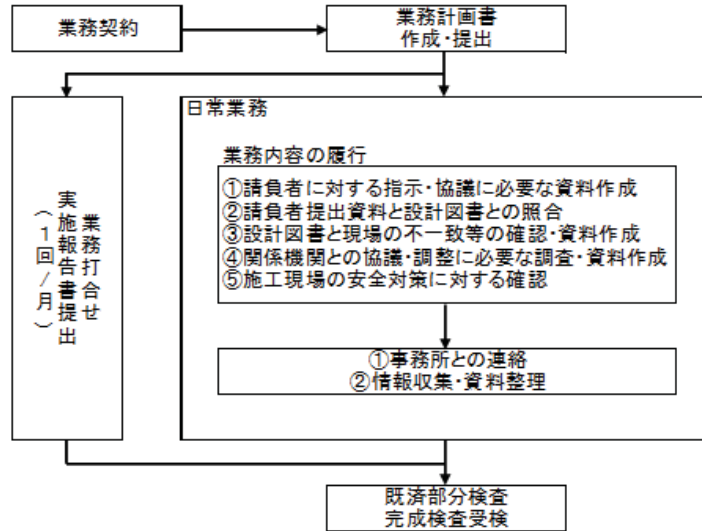 業務契約
業務計画書
作成・提出
業務打合せ
実施報告書提出
（１回/月）
日常業務
業務内容の履行
①請負者に対する指示・協議に必要な資料作成
②請負者提出資料と設計図書との照合
③設計図書と現場の不一致等の確認・資料作成
④関係機関との協議・調整に必要な調査・資料作成
⑤施工現場の安全対策に対する確認
①事務所との連絡
②情報収集・資料整理
既済部分検査
完成検査受検